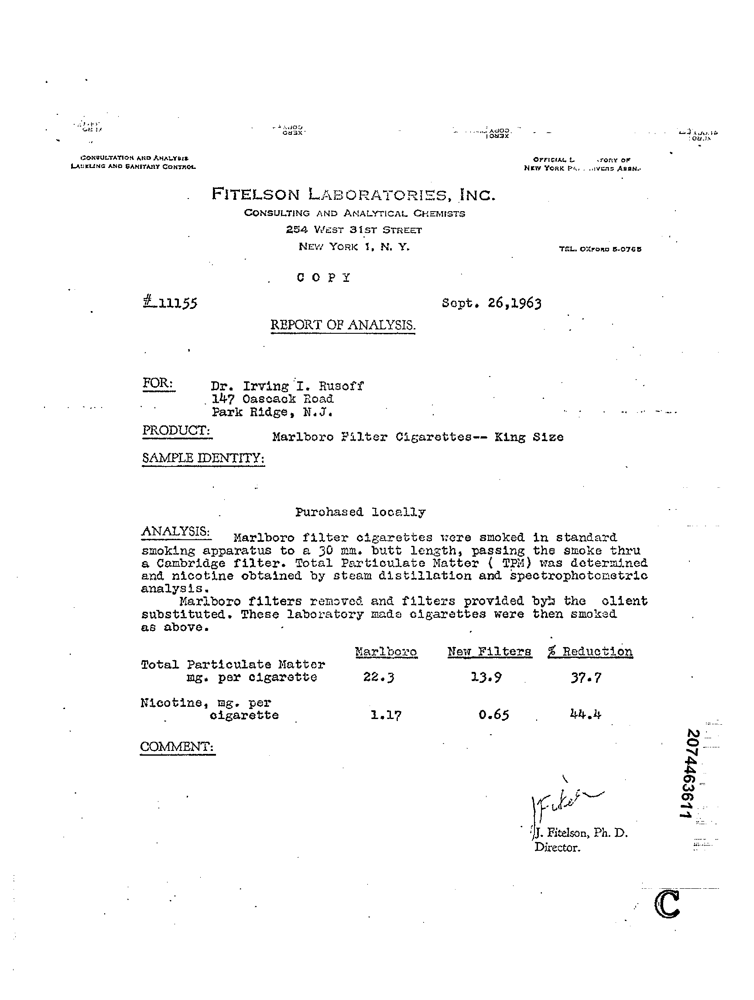 CONSULTATION AND ANALYSIS
LABELING AND SANITARY CONTROL
OFFICIAL L TORY OF
NEW YORK ASSN.
FITELSON LABORATORIES, INC.
CONSULTING AND ANALYTICAL CHEMISTS
254 WEST 31ST STREET
NEW YORK 1, N. Y.
TEL. OXFORD 5-0765
C O P Y
# 11155
Sept. 26,1963
REPORT OF ANALYSIS.
FOR: Dr. Irving I. Rusoff
147 Oascack Road
Park Ridge, N.J.
PRODUCT: Marlboro Filter Cigarettes-- King Size
SAMPLE IDENTITY:
Purchased locally
ANALYSIS: Marlboro filter cigarettes were smoked in standard
smoking apparatus to a 30 mm. butt length, passing the smoke thru
a Cambridge filter. Total Particulate Matter ( TPM) was determined
and nicotine obtained by steam distillation and spectrophotometric
analysis.
Marlboro filters removed and filters provided byb the client
substituted. These laboratory made cigarettes were then smoked
as above.
Marlboro New Filters % Reduction
Total Particulate Matter
mg. per cigarette 22.3 13.9 37.7
Nicotine, mg. per
cigarette 1.17 0.65 44.4
COMMENT:
J. Fitelson, Ph. D.
Director.
2074463611
C